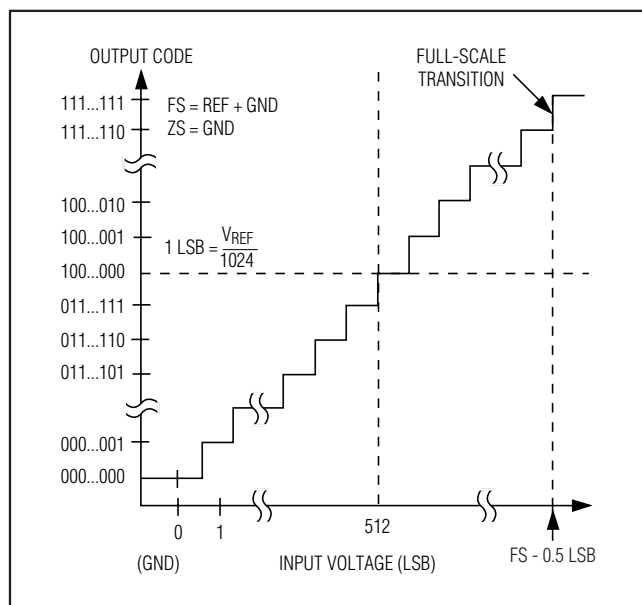 OUTPUT CODE
FULL-SCALE
TRANSITION
111...111
FS = REF + GND
111...110
ZS = GND
100...010
100...001
1 LSB = VREF
1024
100...000
011...111
011...110
011...101
000...001
000...000
0
1
512
(GND)
INPUT VOLTAGE (LSB)
FS - 0.5 LSB